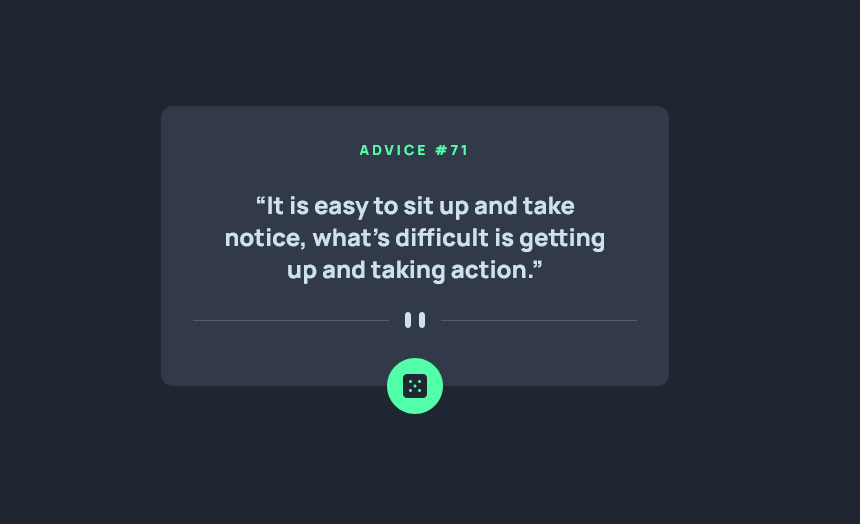 ADVICE #71
“It is easy to sit up and take
notice, what’s difficult is getting
up and taking action.”